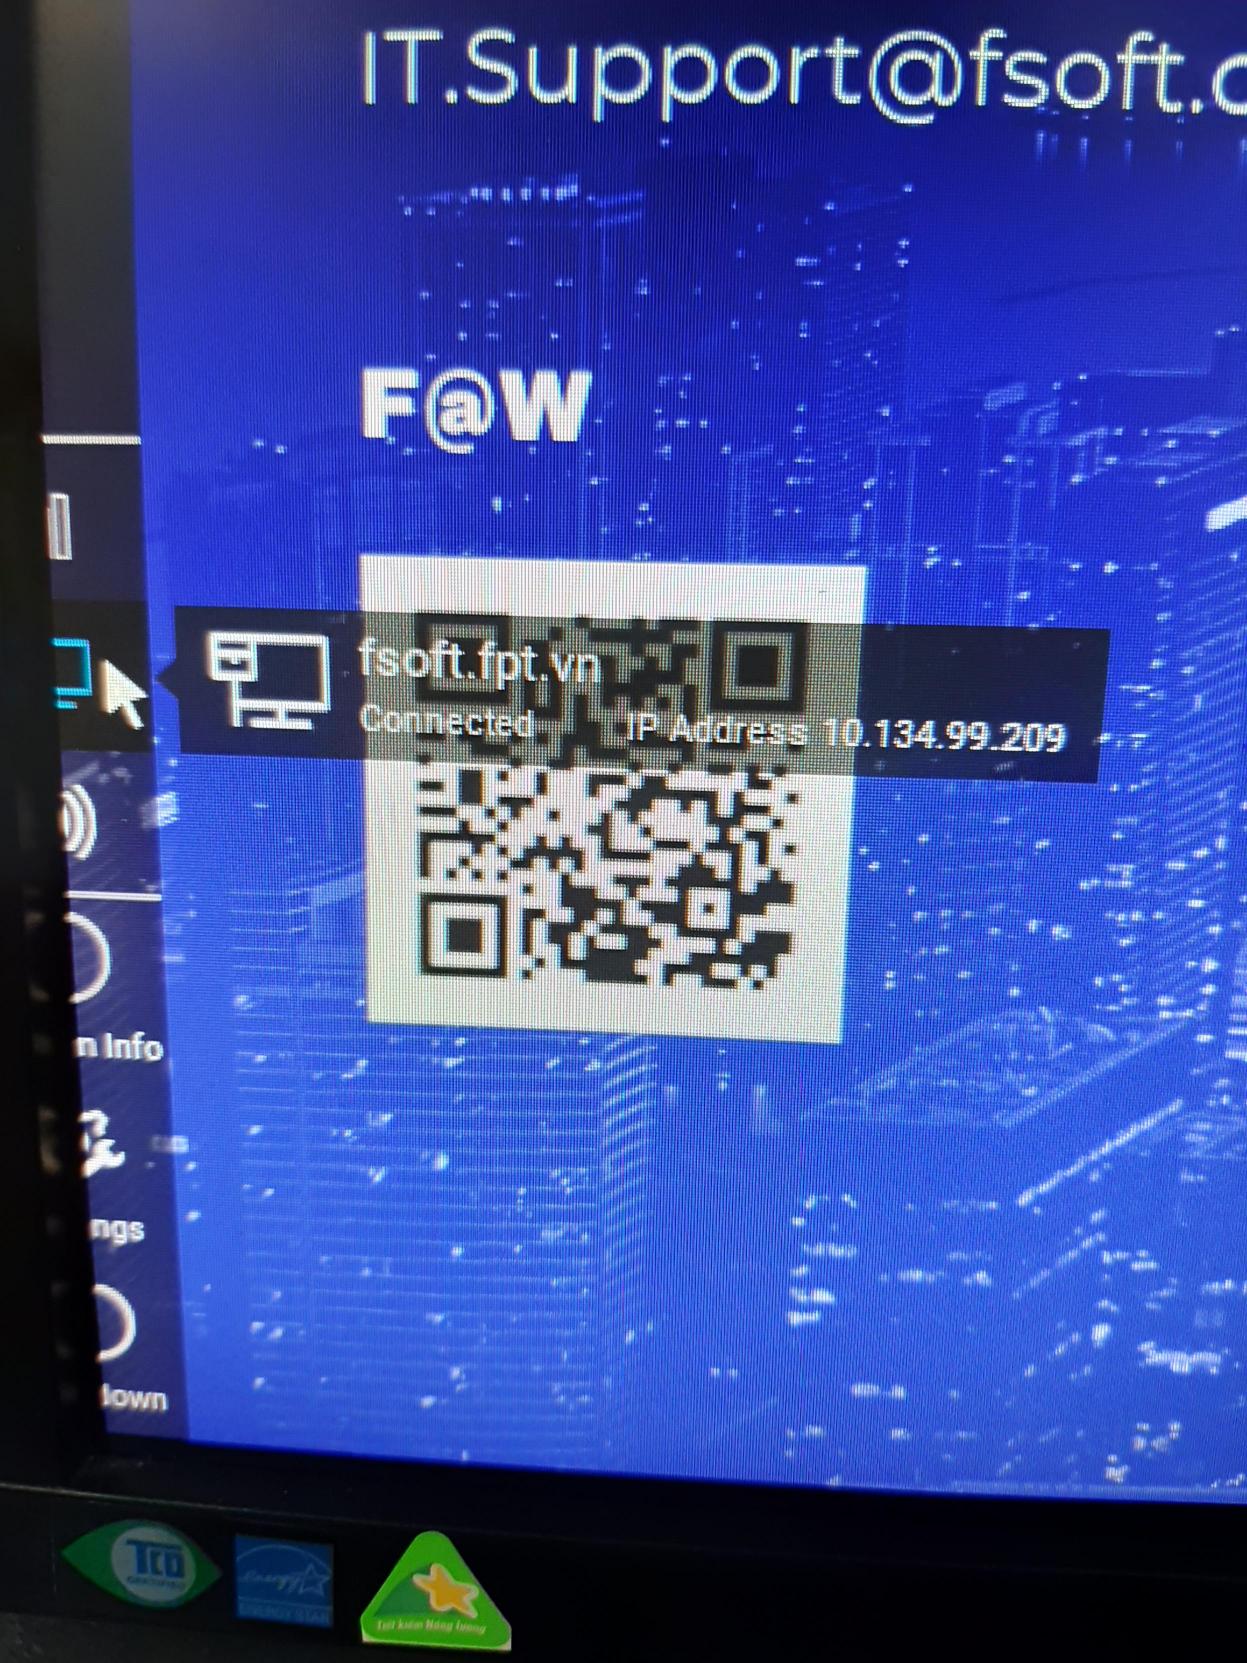 IT.Support@fsoft.c
F@W
fsoft.fpt.vn
Connected IP Address 10.134.99.209
n Info
ngs
down
TCO
CERTIFIED
energy
ENERGY STAR
Tiết kiệm Năng lượng